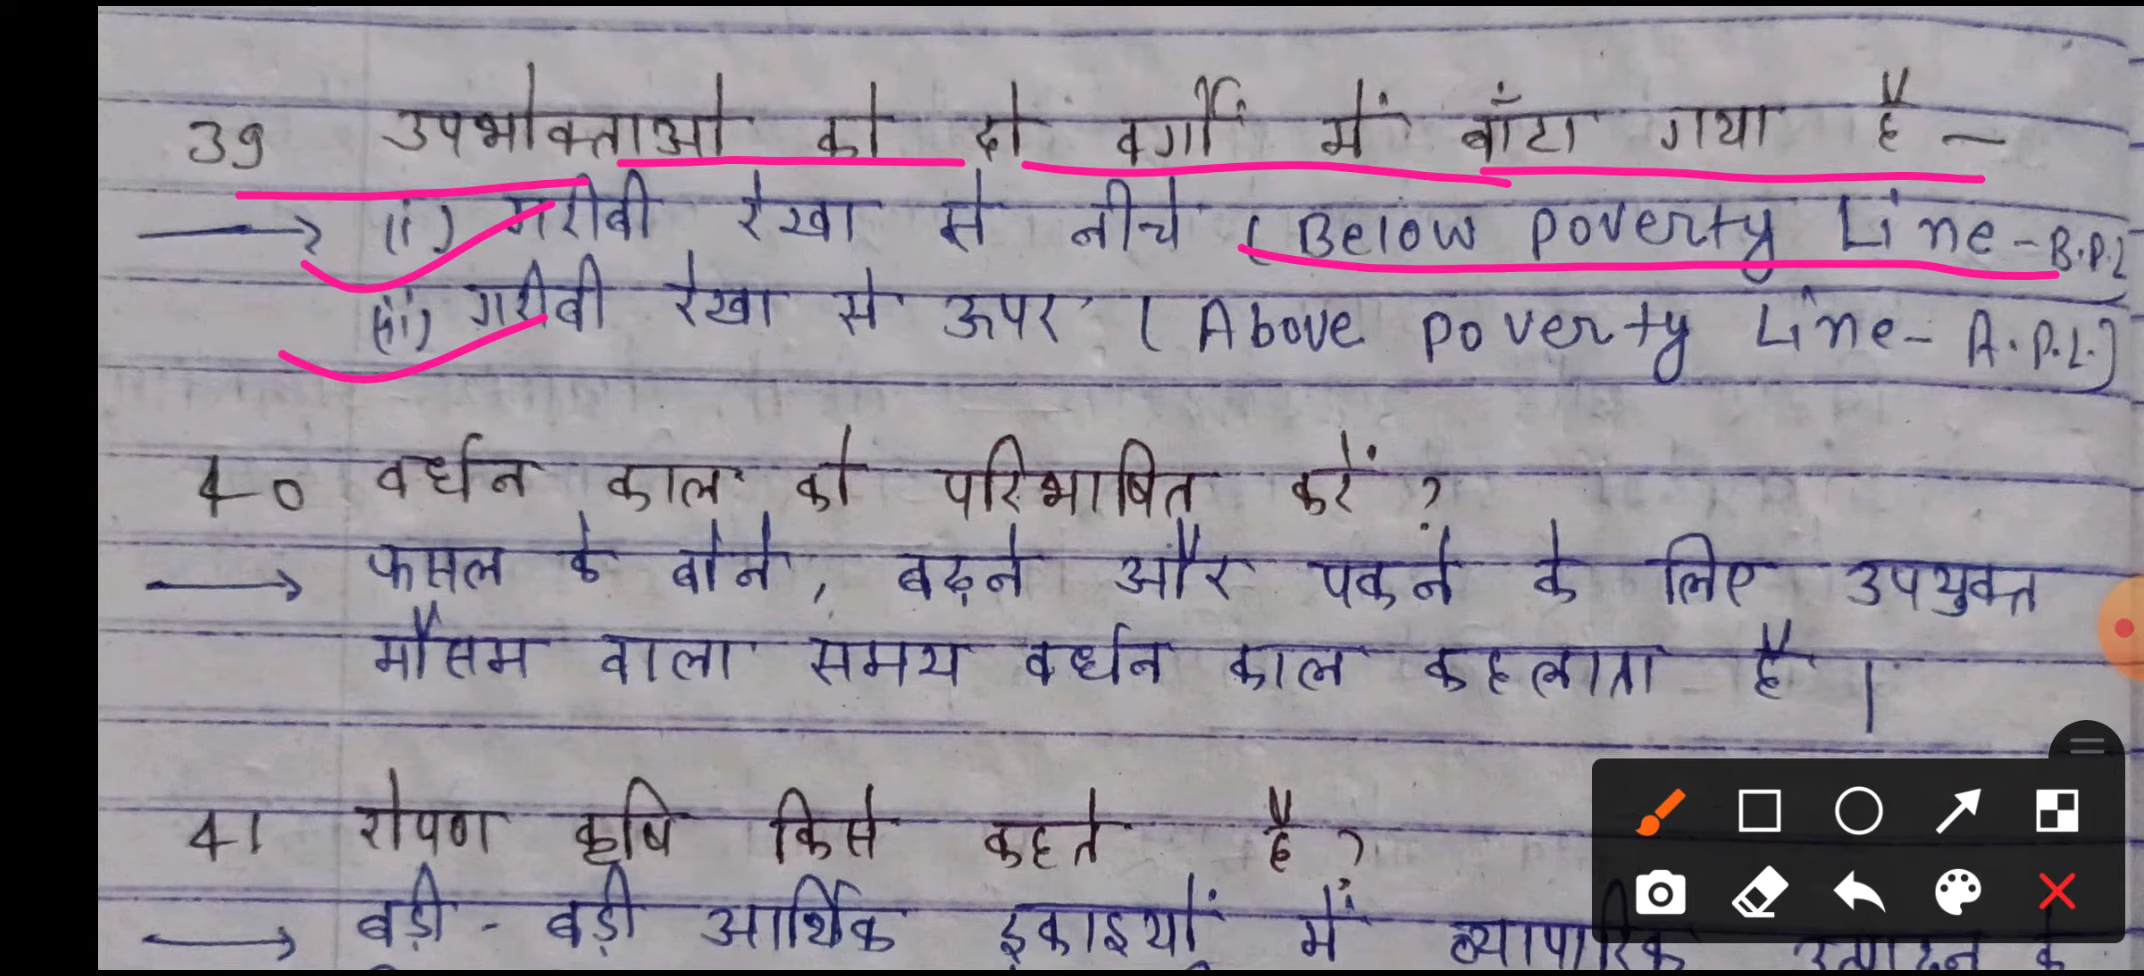 39 उपभोक्ताओ को दो वर्गों में बाँटा गया है –
→ (i) गरीबी रेखा से नीचे (Below poverty Line - B.P.L
(ii) गरीबी रेखा से ऊपर (Above poverty Line - A.P.L.)
40 वर्धन काल को परिभाषित करें ?
→ फसल के बोने, बढ़ने और पकने के लिए उपयुक्त
मौसम वाला समय वर्धन काल कहलाता है |
41 रोपण कृषि किसे कहते है ?
→ बड़ी - बड़ी आर्थिक इकाइयों में व्यापारिक